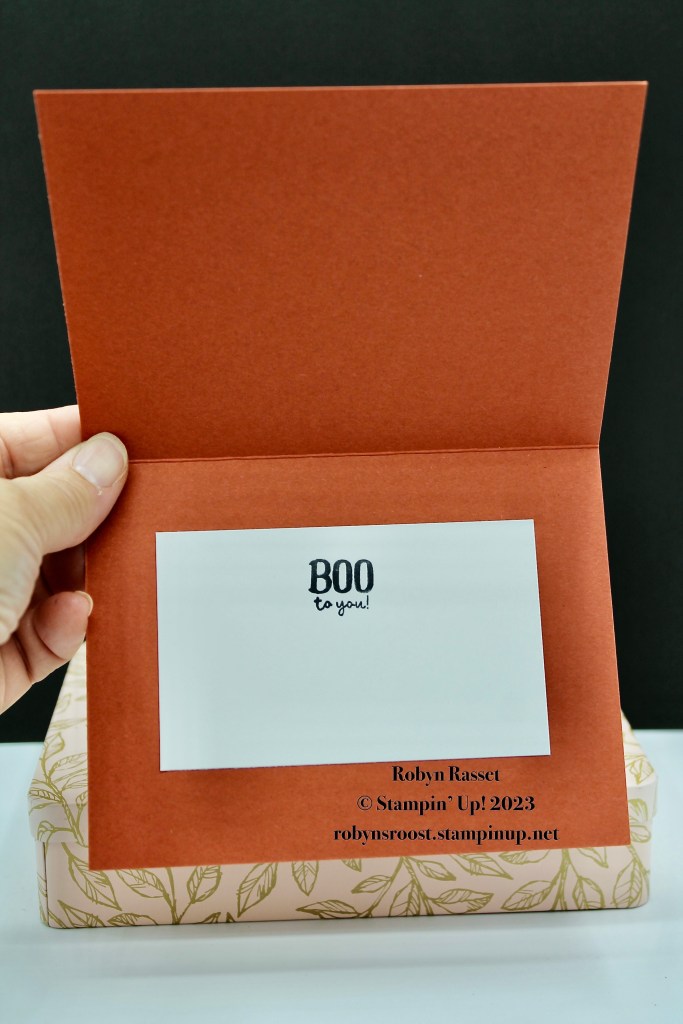 BOO
to you!
Robyn Rasset
© Stampin' Up! 2023
robynsroost.stampinup.net